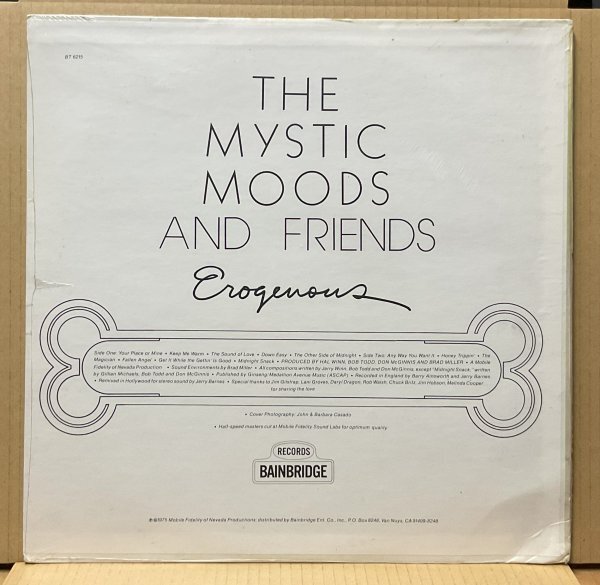 BT 6215
THE
MYSTIC
MOODS
AND FRIENDS
Erogenous
Side One: Your Place or Mine • Keep Me Warm • The Sound of Love • Down Easy • The Other Side of Midnight • Side Two: Any Way You Want It • Honey Trippin' • The
Magician • Fallen Angel • Get It While the Gettin' Is Good • Midnight Snack • PRODUCED BY HAL WINN, BOB TODD, DON McGINNIS AND BRAD MILLER • A Mobile
Fidelity of Nevada Production • Sound Environments by Brad Miller • All compositions written by Jerry Winn, Bob Todd and Don McGinnis, except "Midnight Snack," written
by Gillian Michaels, Bob Todd and Don McGinnis • Published by Ginseng Medallion Avenue Music (ASCAP) • Recorded in England by Barry Ainsworth and Jerry Barnes
• Remixed in Hollywood for stereo sound by Jerry Barnes • Special thanks to Jim Gilstrap, Lani Groves, Daryl Dragon, Rob Walsh, Chuck Britz, Jim Hobson, Melinda Cooper
for sharing the love
• Cover Photography: John & Barbara Casado
• Half-speed masters cut at Mobile Fidelity Sound Labs for optimum quality
RECORDS
BAINBRIDGE
1975 Mobile Fidelity of Nevada Productions; distributed by Bainbridge Ent. Co., Inc., P.O. Box 8248, Van Nuys, CA 91409-8248